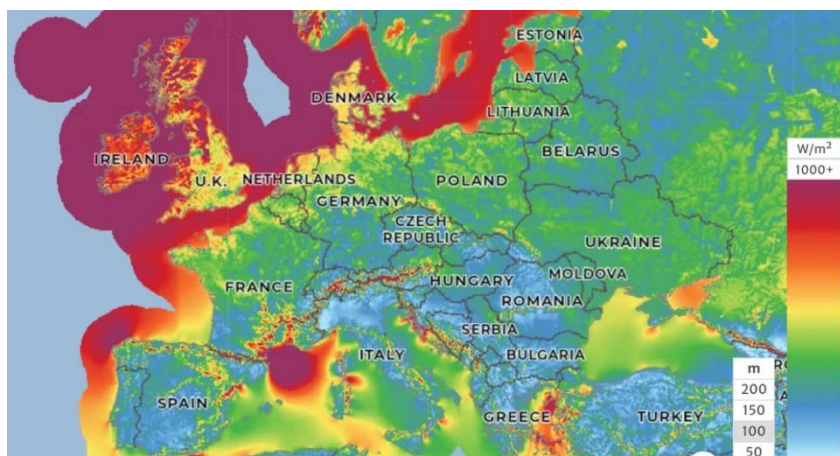 ESTONIA
LATVIA
DENMARK
LITHUANIA
IRELAND
BELARUS
U.K.
NETHERLANDS
POLAND
GERMANY
CZECH
REPUBLIC
UKRAINE
FRANCE
HUNGARY
MOLDOVA
ROMANIA
SERBIA
ITALY
BULGARIA
SPAIN
GREECE
TURKEY
W/m²
1000+
m
200
150
100
50